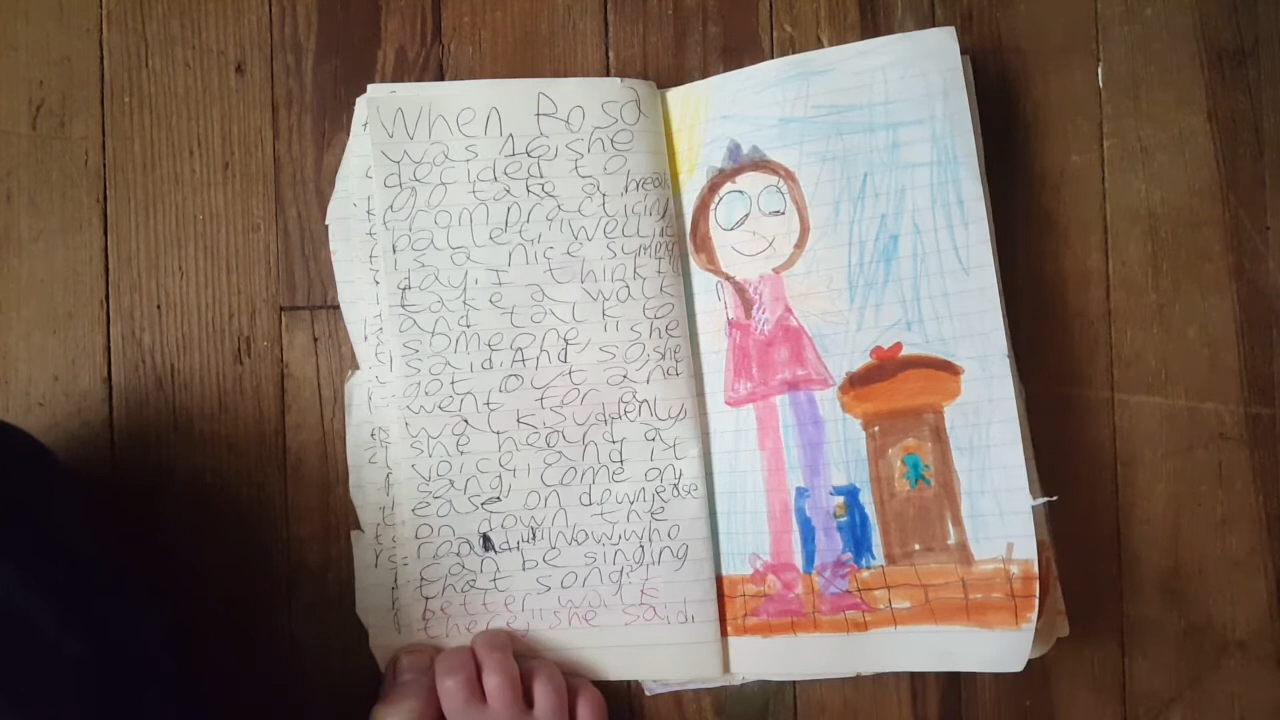 When Rosa
was 16, she
decided to
go take a break
from practicing
ballet. "Well, it
is a nice summer
day. I think I
take a walk
and talk to
someone," she
said. And so, she
got out and
went for a
walk. Suddenly,
she heard a
voice, and it
sang, "Come on,
ease on down, ease
on down the
road." "Now, who
can be singing
that song? I
better walk
there," she said.